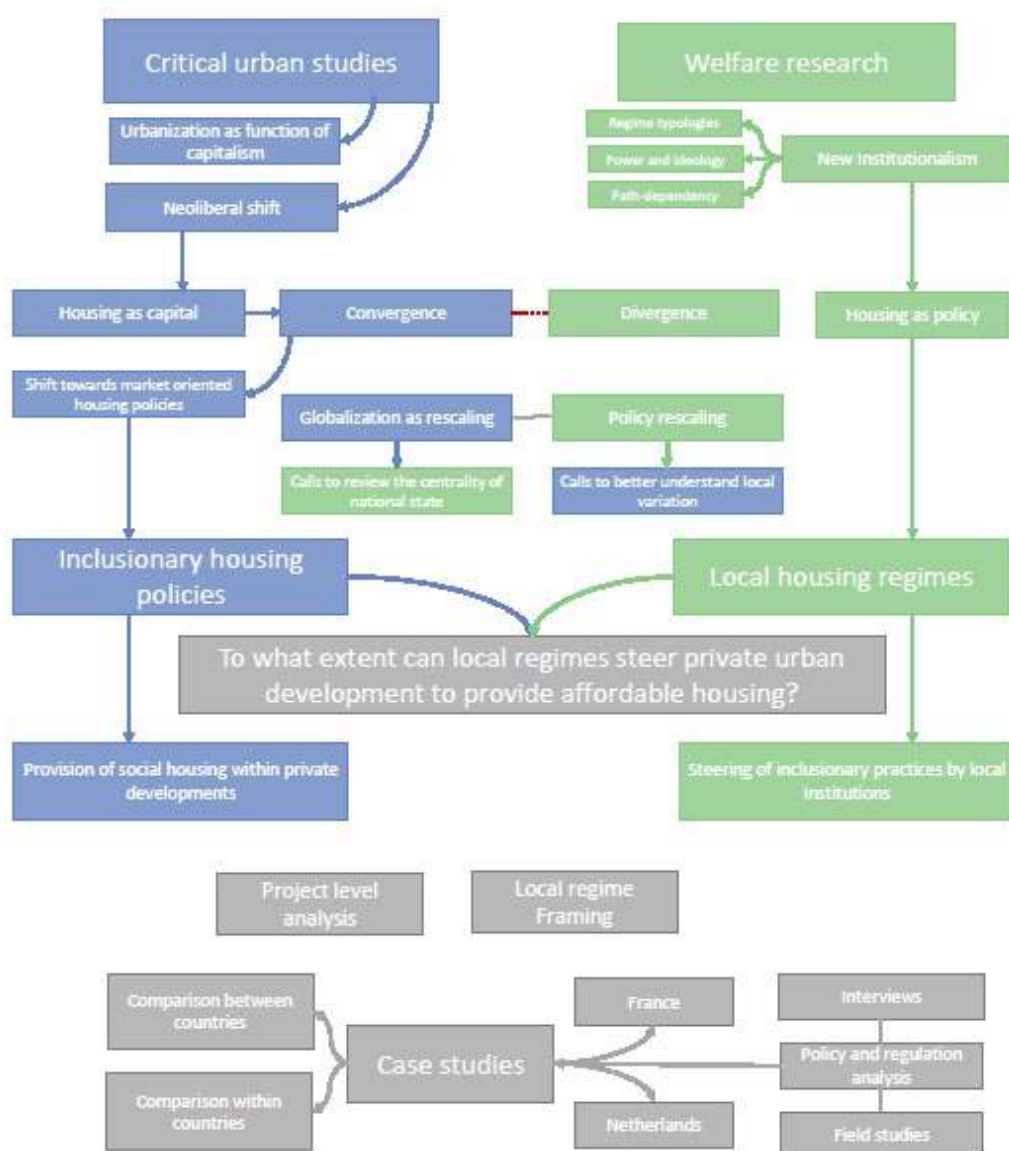 Critical urban studies
Welfare research
Urbanization as function of
capitalism
Regime typologies
Power and ideology
Path-dependency
New Institutionalism
Neoliberal shift
Housing as capital
Convergence
Divergence
Housing as policy
Shift towards market oriented
housing policies
Globalization as rescaling
Policy rescaling
Calls to review the centrality of
national state
Calls to better understand local
variation
Inclusionary housing
policies
Local housing regimes
To what extent can local regimes steer private urban
development to provide affordable housing?
Provision of social housing within private
developments
Steering of inclusionary practices by local
institutions
Project level
analysis
Local regime
Framing
Comparison between
countries
France
Interviews
Case studies
Policy and regulation
analysis
Comparison within
countries
Netherlands
Field studies